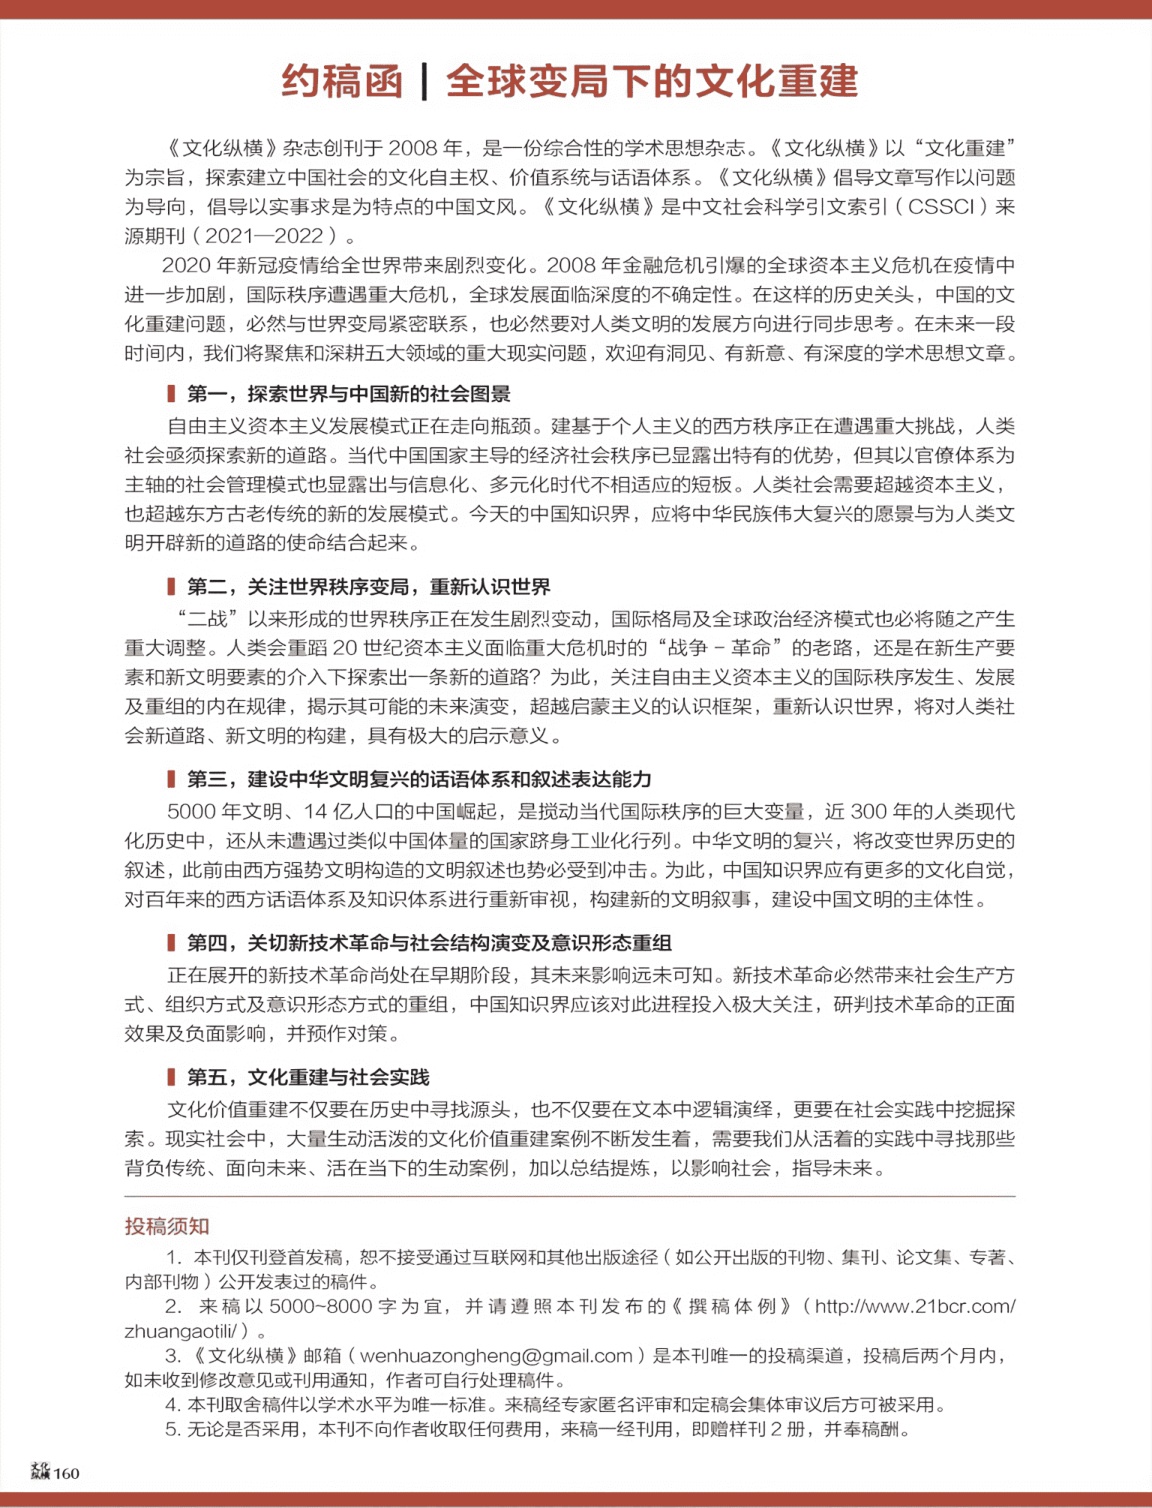 约稿函|全球变局下的文化重建
《文化纵横》杂志创刊于 2008 年，是一份综合性的学术思想杂志。《文化纵横》以“文化重建”
为宗旨，探索建立中国社会的文化自主权、价值系统与话语体系。《文化纵横》倡导文章写作以问题
为导向，倡导以实事求是为特点的中国文风。《文化纵横》是中文社会科学引文索引（CSSCI）来
源期刊（2021—2022）。
2020 年新冠疫情给全世界带来剧烈变化。2008 年金融危机引爆的全球资本主义危机在疫情中
进一步加剧，国际秩序遭遇重大危机，全球发展面临深度的不确定性。在这样的历史关头，中国的文
化重建问题，必然与世界变局紧密联系，也必然要对人类文明的发展方向进行同步思考。在未来一段
时间内，我们将聚焦和深耕五大领域的重大现实问题，欢迎有洞见、有新意、有深度的学术思想文章。
第一，探索世界与中国新的社会图景
自由主义资本主义发展模式正在走向瓶颈。建基于个人主义的西方秩序正在遭遇重大挑战，人类
社会亟须探索新的道路。当代中国国家主导的经济社会秩序已显露出特有的优势，但其以官僚体系为
主轴的社会管理模式也显露出与信息化、多元化时代不相适应的短板。人类社会需要超越资本主义，
也超越东方古老传统的新的发展模式。今天的中国知识界，应将中华民族伟大复兴的愿景与为人类文
明开辟新的道路的使命结合起来。
第二，关注世界秩序变局，重新认识世界
“二战”以来形成的世界秩序正在发生剧烈变动，国际格局及全球政治经济模式也必将随之产生
重大调整。人类会重蹈 20 世纪资本主义面临重大危机时的“战争－革命”的老路，还是在新生产要
素和新文明要素的介入下探索出一条新的道路？为此，关注自由主义资本主义的国际秩序发生、发展
及重组的内在规律，揭示其可能的未来演变，超越启蒙主义的认识框架，重新认识世界，将对人类社
会新道路、新文明的构建，具有极大的启示意义。
第三，建设中华文明复兴的话语体系和叙述表达能力
5000 年文明、14 亿人口的中国崛起，是搅动当代国际秩序的巨大变量，近 300 年的人类现代
化历史中，还从未遭遇过类似中国体量的国家跻身工业化行列。中华文明的复兴，将改变世界历史的
叙述，此前由西方强势文明构造的文明叙述也势必受到冲击。为此，中国知识界应有更多的文化自觉，
对百年来的西方话语体系及知识体系进行重新审视，构建新的文明叙事，建设中国文明的主体性。
第四，关切新技术革命与社会结构演变及意识形态重组
正在展开的新技术革命尚处在早期阶段，其未来影响远未可知。新技术革命必然带来社会生产方
式、组织方式及意识形态方式的重组，中国知识界应该对此进程投入极大关注，研判技术革命的正面
效果及负面影响，并预作对策。
第五，文化重建与社会实践
文化价值重建不仅要在历史中寻找源头，也不仅要在文本中逻辑演绎，更要在社会实践中挖掘探
索。现实社会中，大量生动活泼的文化价值重建案例不断发生着，需要我们从活着的实践中寻找那些
背负传统、面向未来、活在当下的生动案例，加以总结提炼，以影响社会，指导未来。
投稿须知
1. 本刊仅刊登首发稿，恕不接受通过互联网和其他出版途径（如公开出版的刊物、集刊、论文集、专著、
内部刊物）公开发表过的稿件。
2. 来稿以 5000~8000 字为宜，并请遵照本刊发布的《撰稿体例》（http://www.21bcr.com/
zhuangaotili/）。
3.《文化纵横》邮箱（wenhuazongheng@gmail.com）是本刊唯一的投稿渠道，投稿后两个月内，
如未收到修改意见或刊用通知，作者可自行处理稿件。
4. 本刊取舍稿件以学术水平为唯一标准。来稿经专家匿名评审和定稿会集体审议后方可被采用。
5. 无论是否采用，本刊不向作者收取任何费用，来稿一经刊用，即赠样刊 2 册，并奉稿酬。
文化纵横 160